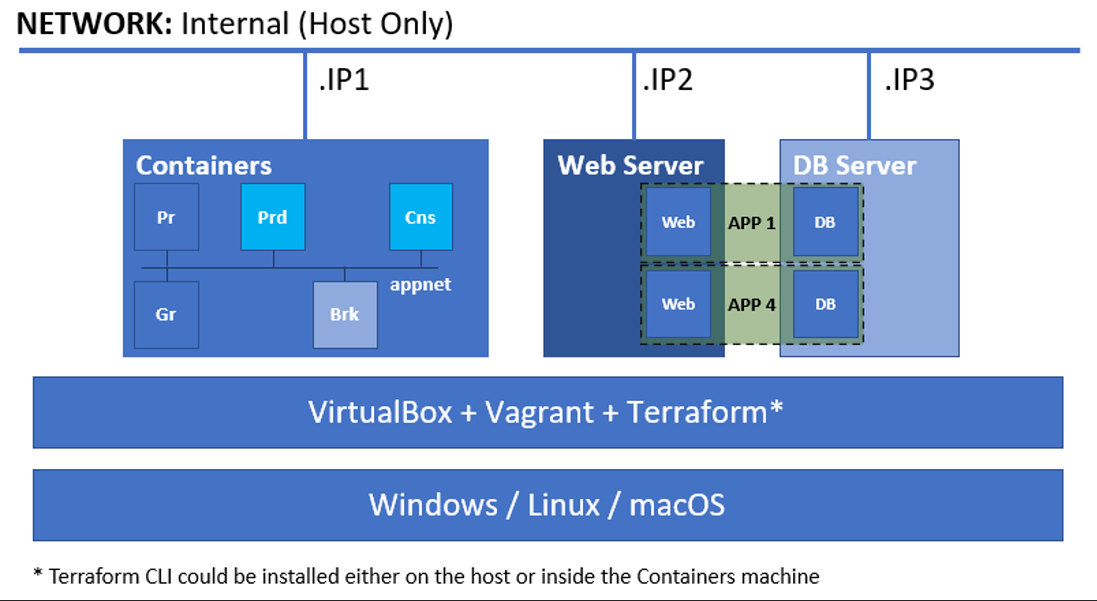 NETWORK: Internal (Host Only)
.IP1
.IP2
.IP3
Containers
Web Server
DB Server
Pr
Prd
Cns
Web
APP 1
DB
appnet
Gr
Brk
Web
APP 4
DB
VirtualBox + Vagrant + Terraform*
Windows / Linux / macOS
* Terraform CLI could be installed either on the host or inside the Containers machine